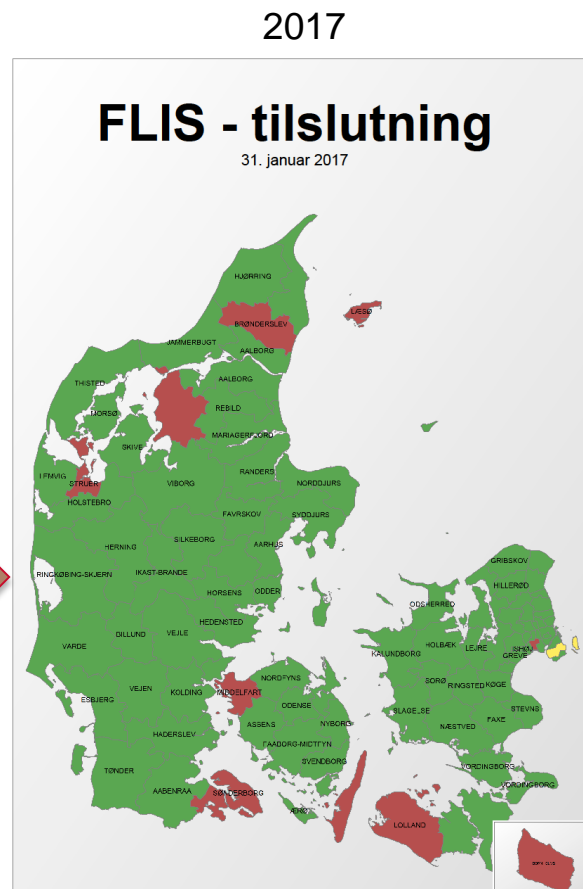 2017
FLIS - tilslutning
31. januar 2017
HJØRRING
LÆSØ
BRØNDERSLEV
JAMMERBUGT
AALBORG
AALBORG
THISTED
REBILD
MORSØ
MARIAGERFJORD
SKIVE
RANDERS
LEMVIG
STRUER
VIBORG
NORDDJURS
HOLSTEBRO
FAVRSKOV
SYDDJURS
SILKEBORG
AARHUS
HERNING
GRIBSKOV
RINGKØBING-SKJERN
IKAST-BRANDE
HILLERØD
HORSENS
ODDER
ODSHERRED
HEDENSTED
BILLUND
VEJLE
VARDE
HOLBÆK
LEJRE
ISHØJ
KALUNDBORG
GREVE
NORDFYNS
SORØ
RINGSTED
KØGE
VEJEN
KOLDING
MIDDELFART
ESBJERG
ODENSE
STEVNS
SLAGELSE
FAXE
ASSENS
NYBORG
NÆSTVED
HADERSLEV
FAABORG-MIDTFYN
SVENDBORG
VORDINGBORG
TØNDER
VORDINGBORG
AABENRAA
SØNDERBORG
ÆRØ
LOLLAND